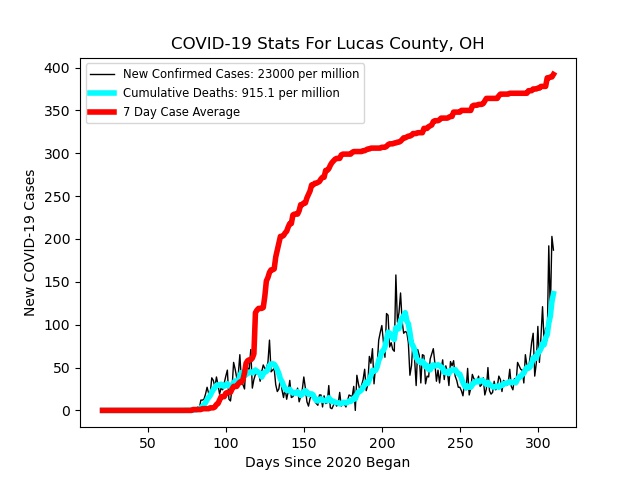 COVID-19 Stats For Lucas County, OH
New Confirmed Cases: 23000 per million
Cumulative Deaths: 915.1 per million
7 Day Case Average
400
350
300
250
200
150
100
50
0
New COVID-19 Cases
50 100 150 200 250 300
Days Since 2020 Began